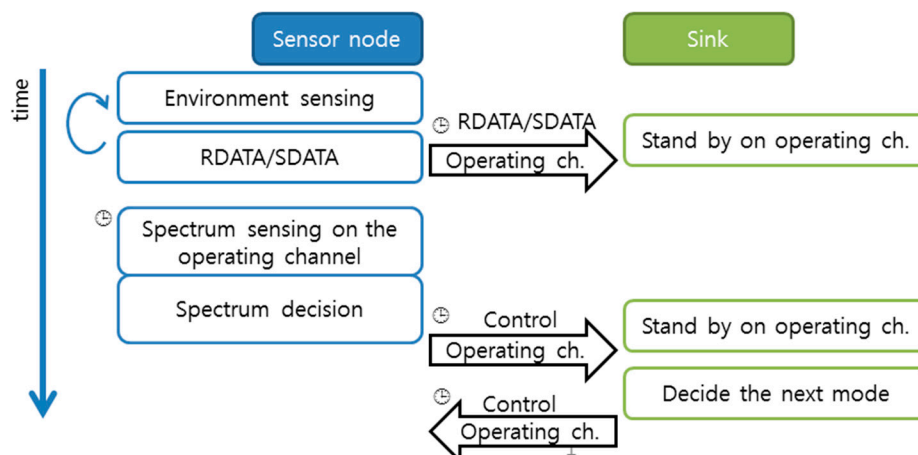 Sensor node
Sink
time
Environment sensing
RDATA/SDATA
RDATA/SDATA
Operating ch.
Stand by on operating ch.
Spectrum sensing on the
operating channel
Spectrum decision
Control
Operating ch.
Stand by on operating ch.
Decide the next mode
Control
Operating ch.